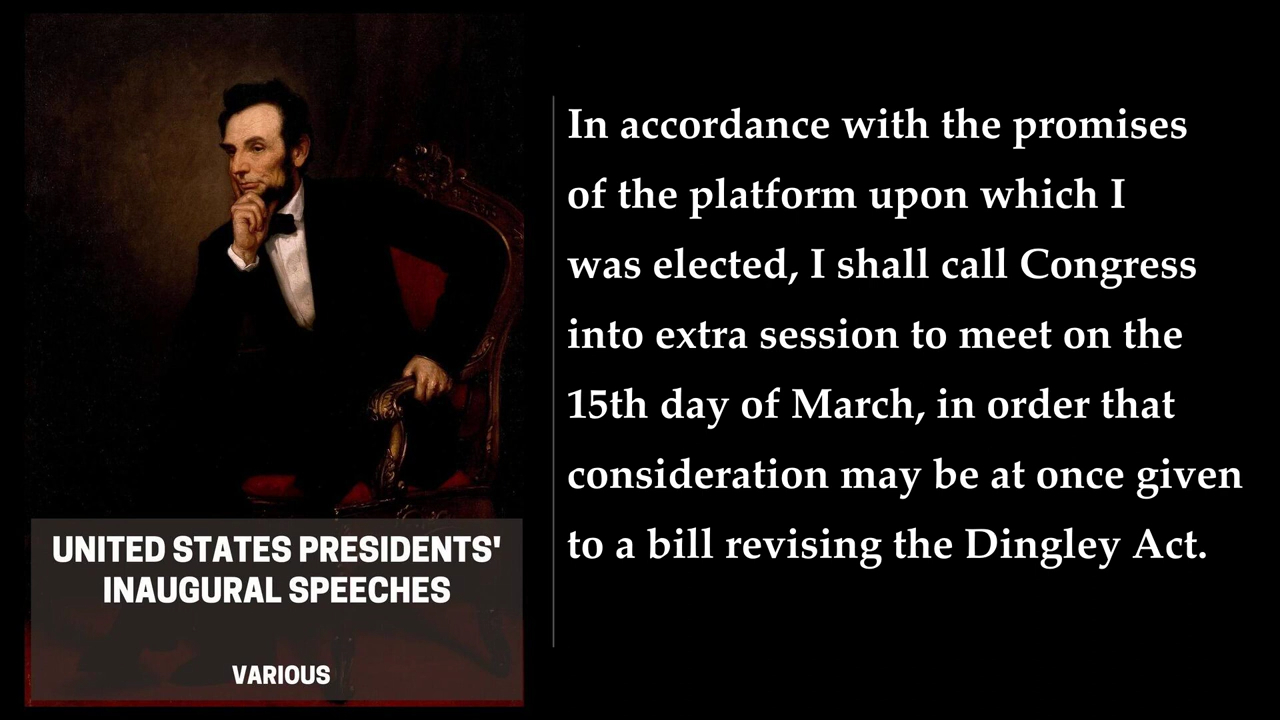 UNITED STATES PRESIDENTS'
INAUGURAL SPEECHES
VARIOUS
In accordance with the promises
of the platform upon which I
was elected, I shall call Congress
into extra session to meet on the
15th day of March, in order that
consideration may be at once given
to a bill revising the Dingley Act.